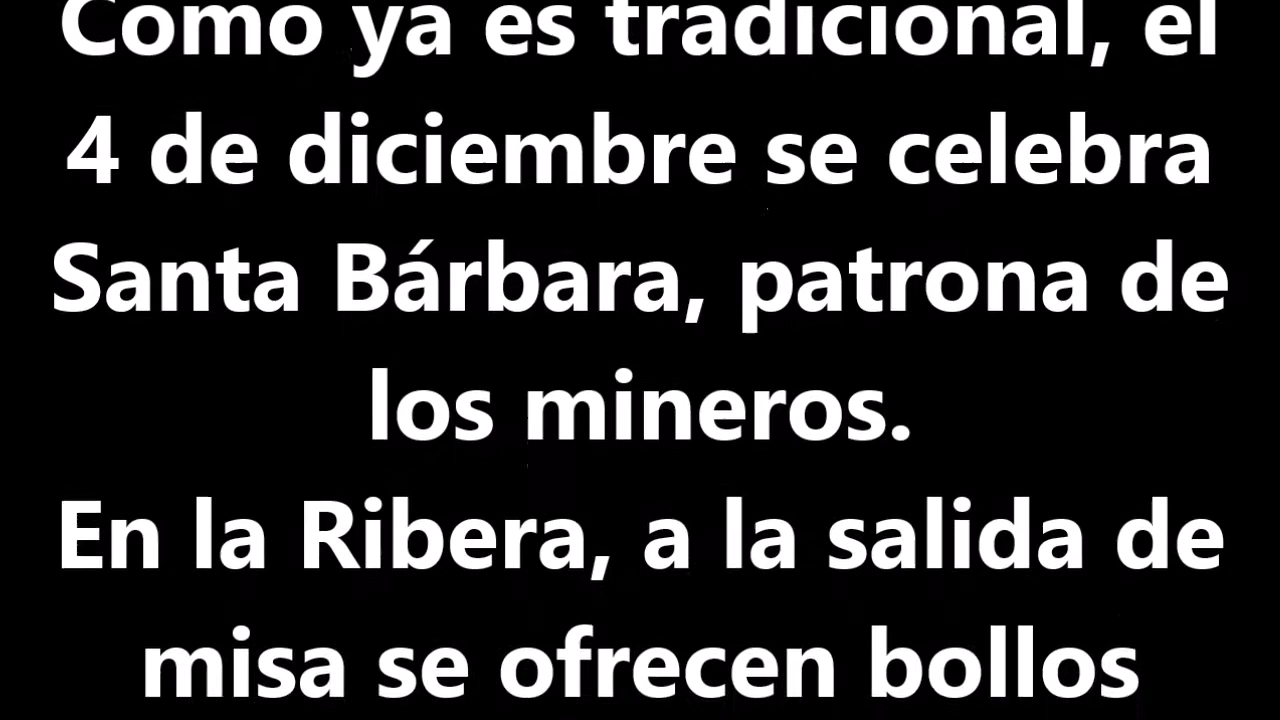 Como ya es tradicional, el
4 de diciembre se celebra
Santa Bárbara, patrona de
los mineros.
En la Ribera, a la salida de
misa se ofrecen bollos